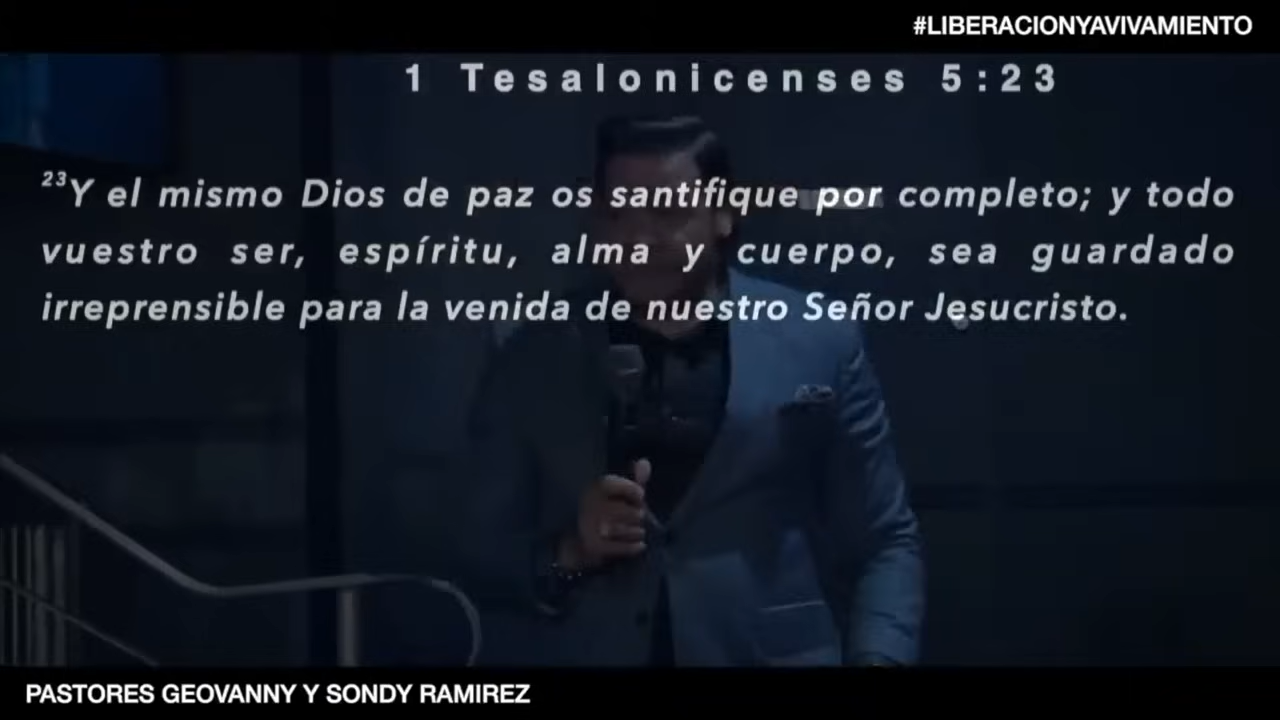 #LIBERACIONYAVIVAMIENTO
1 Tesalonicenses 5:23
23Y el mismo Dios de paz os santifique por completo; y todo
vuestro ser, espíritu, alma y cuerpo, sea guardado
irreprensible para la venida de nuestro Señor Jesucristo.
PASTORES GEOVANNY Y SONDY RAMIREZ